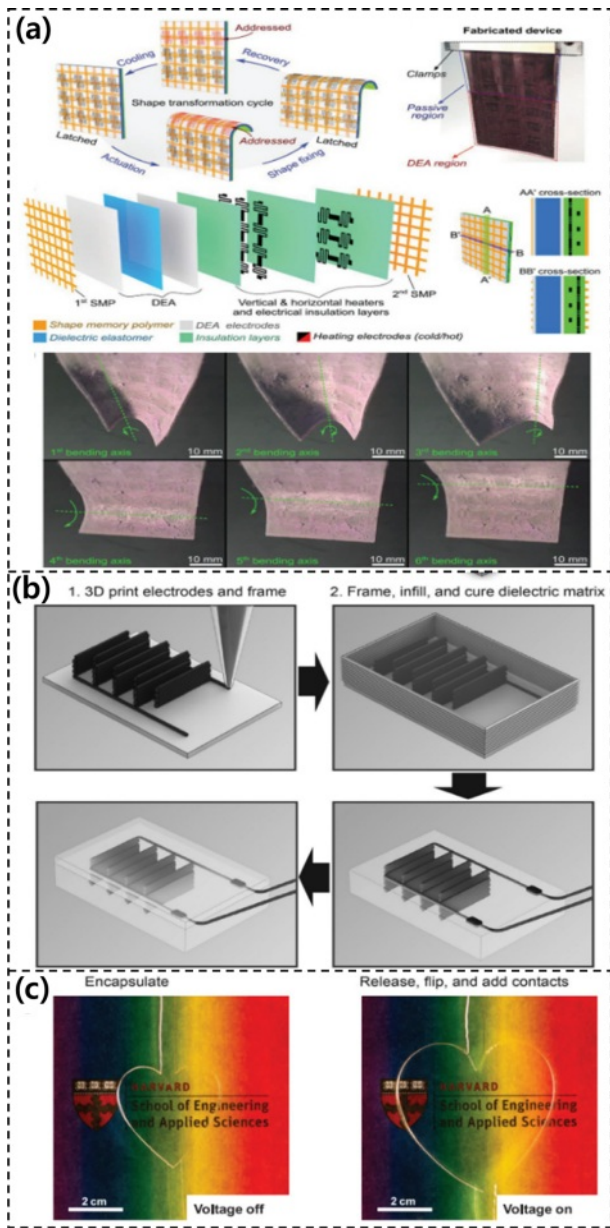 (a)
Addressed
Cooling
Recovery
Shape transformation cycle
Latched
Actuation
Addressed
Shape fixing
Latched
Fabricated device
Clamps
Passive
region
DEA region
1st SMP
DEA
Vertical & horizontal heaters
and electrical insulation
layers
2nd SMP
A
B'
B
A'
AA' cross-section
BB' cross-section
Shape memory polymer
DEA electrodes
Heating electrodes (cold/hot)
Dielectric elastomer
Insulation layers
1st bending axis
10 mm
2nd bending axis
10 mm
3rd bending axis
10 mm
4th bending axis
10 mm
5th bending axis
10 mm
6th bending axis
10 mm
(b)
1. 3D print electrodes and frame
2. Frame, infill, and cure dielectric matrix
(c)
Encapsulate
Release, flip, and add contacts
HARVARD
School of Engineering
and Applied Sciences
2 cm
Voltage off
HARVARD
School of Engineering
and Applied Sciences
2 cm
Voltage on